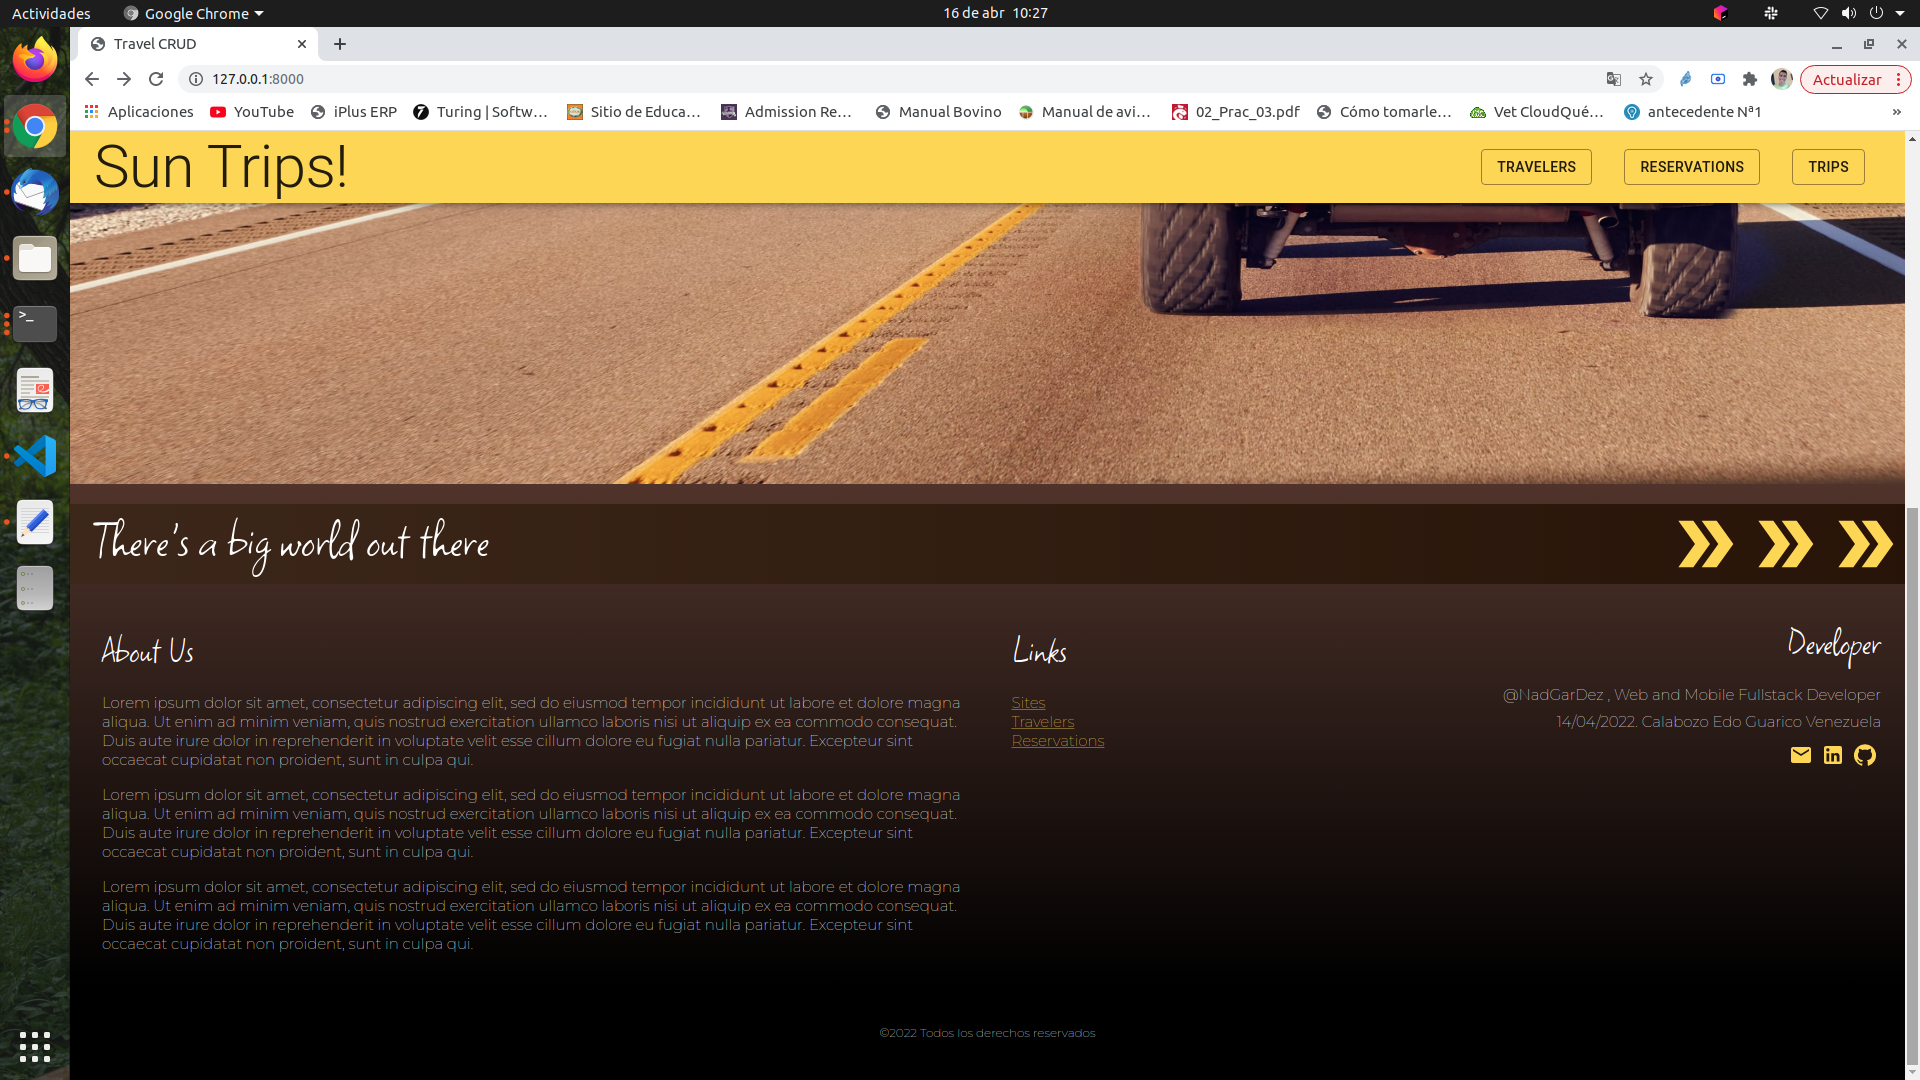 Actividades
Google Chrome
16 de abr 10:27
Travel CRUD
127.0.0.1:8000
Actualizar
Aplicaciones
YouTube
iPlus ERP
Turing | Softw...
Sitio de Educa...
Admission Re...
Manual Bovino
Manual de avi...
02_Prac_03.pdf
Cómo tomarle...
Vet CloudQué...
antecedente Nª1
»
Sun Trips!
TRAVELERS
RESERVATIONS
TRIPS
There's a big world out there
About Us
Lorem ipsum dolor sit amet, consectetur adipiscing elit, sed do eiusmod tempor incididunt ut labore et dolore magna
aliqua. Ut enim ad minim veniam, quis nostrud exercitation ullamco laboris nisi ut aliquip ex ea commodo consequat.
Duis aute irure dolor in reprehenderit in voluptate velit esse cillum dolore eu fugiat nulla pariatur. Excepteur sint
occaecat cupidatat non proident, sunt in culpa qui.
Lorem ipsum dolor sit amet, consectetur adipiscing elit, sed do eiusmod tempor incididunt ut labore et dolore magna
aliqua. Ut enim ad minim veniam, quis nostrud exercitation ullamco laboris nisi ut aliquip ex ea commodo consequat.
Duis aute irure dolor in reprehenderit in voluptate velit esse cillum dolore eu fugiat nulla pariatur. Excepteur sint
occaecat cupidatat non proident, sunt in culpa qui.
Lorem ipsum dolor sit amet, consectetur adipiscing elit, sed do eiusmod tempor incididunt ut labore et dolore magna
aliqua. Ut enim ad minim veniam, quis nostrud exercitation ullamco laboris nisi ut aliquip ex ea commodo consequat.
Duis aute irure dolor in reprehenderit in voluptate velit esse cillum dolore eu fugiat nulla pariatur. Excepteur sint
occaecat cupidatat non proident, sunt in culpa qui.
Links
Sites
Travelers
Reservations
Developer
@NadGarDez , Web and Mobile Fullstack Developer
14/04/2022. Calabozo Edo Guarico Venezuela
©2022 Todos los derechos reservados